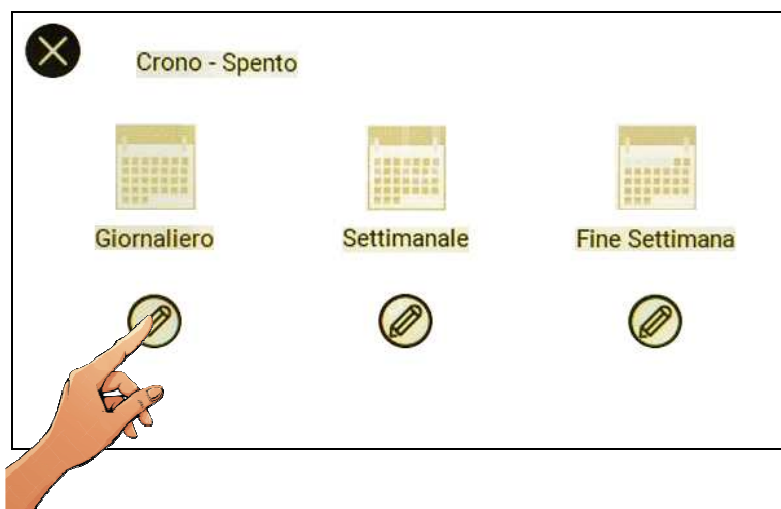 Crono - Spento
Giornaliero
Settimanale
Fine Settimana